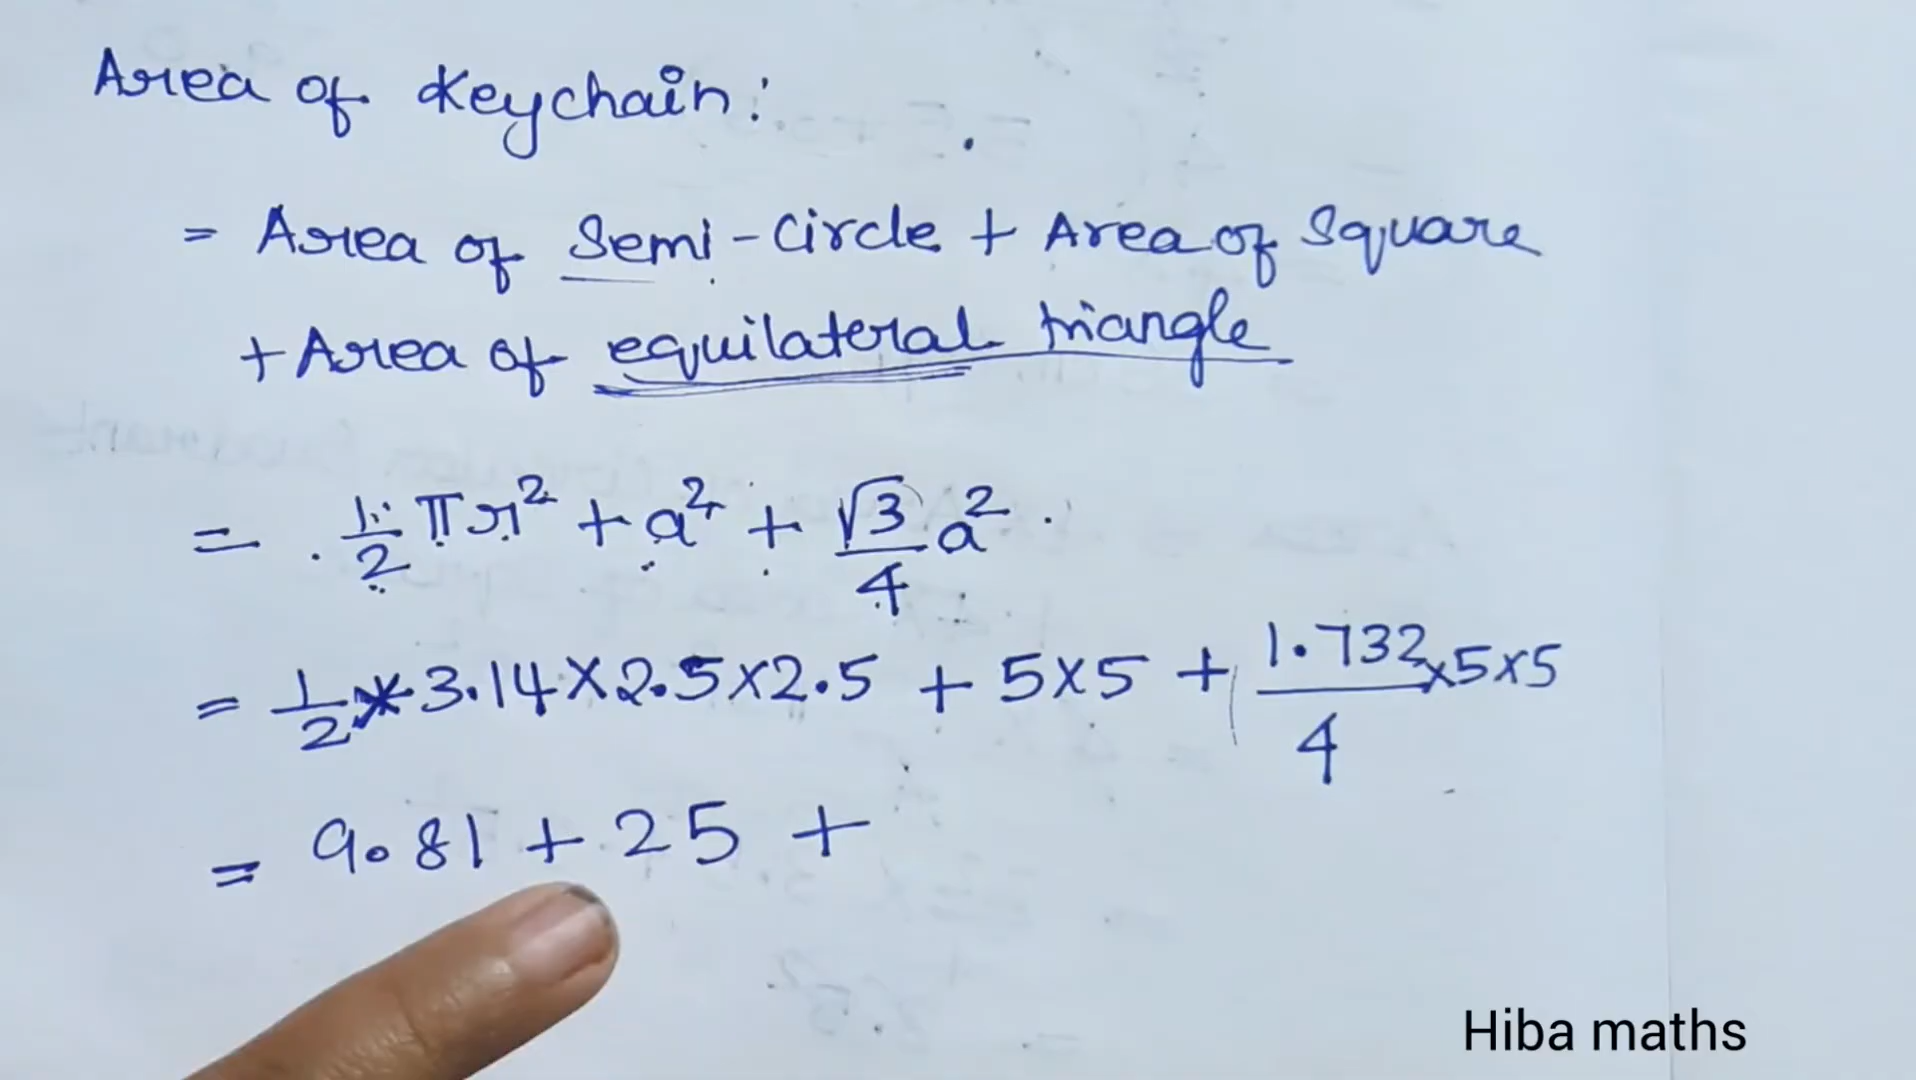 Area of Keychain:
= Area of Semi-Circle + Area of Square
+ Area of equilateral triangle
= 1/2 πr² + a² + √3/4 a²
= 1/2 × 3.14 × 2.5 × 2.5 + 5 × 5 + 1.732/4 × 5 × 5
= 9.81 + 25 +
Hiba maths